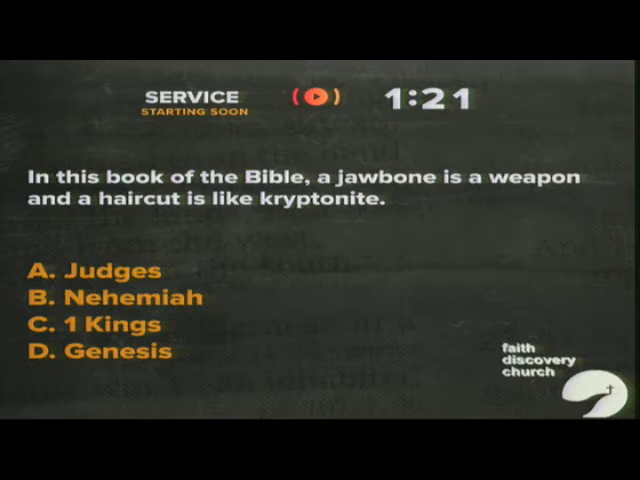 SERVICE
STARTING SOON
1:21
In this book of the Bible, a jawbone is a weapon
and a haircut is like kryptonite.
A. Judges
B. Nehemiah
C. 1 Kings
D. Genesis
faith
discovery
church